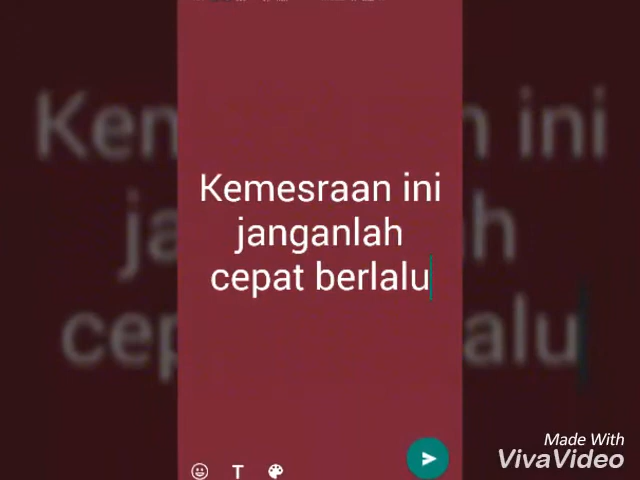 Kemesraan ini
janganlah
cepat berlalu
T
Made With
VivaVideo